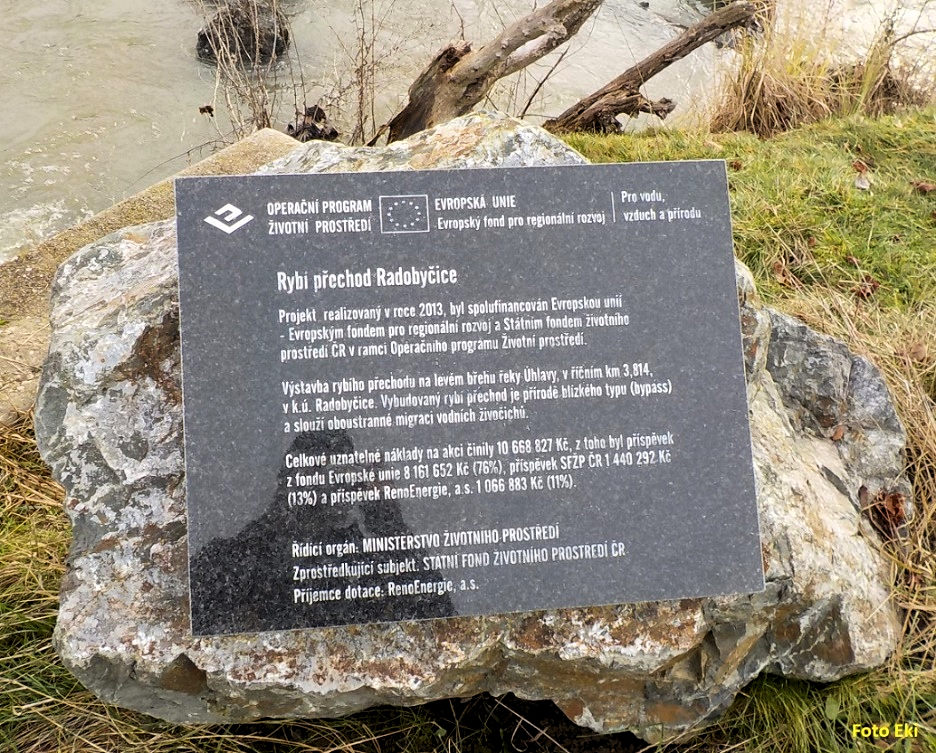 OPERAČNÍ PROGRAM
ŽIVOTNÍ PROSTŘEDÍ
EVROPSKÁ UNIE
Evropský fond pro regionální rozvoj
Pro vodu,
vzduch a přírodu
Rybí přechod Radobyčice
Projekt, realizovaný v roce 2013, byl spolufinancován Evropskou unií
- Evropským fondem pro regionální rozvoj a Státním fondem životního
prostředí ČR v rámci Operačního programu Životní prostředí.
Výstavba rybího přechodu na levém břehu řeky Úhlavy, v říčním km 3,814,
v k.ú. Radobyčice. Vybudovaný rybí přechod je přírodě blízkého typu (bypass)
a slouží oboustranné migraci vodních živočichů.
Celkové uznatelné náklady na akci činily 10 668 827 Kč, z toho byl příspěvek
z fondu Evropské unie 8 161 652 Kč (76%), příspěvek SFŽP ČR 1 440 292 Kč
(13%) a příspěvek RenoEnergie, a.s. 1 066 883 Kč (11%).
Řídící orgán: MINISTERSTVO ŽIVOTNÍHO PROSTŘEDÍ
Zprostředkující subjekt: STÁTNÍ FOND ŽIVOTNÍHO PROSTŘEDÍ ČR
Příjemce dotace: RenoEnergie, a.s.
Foto Eki